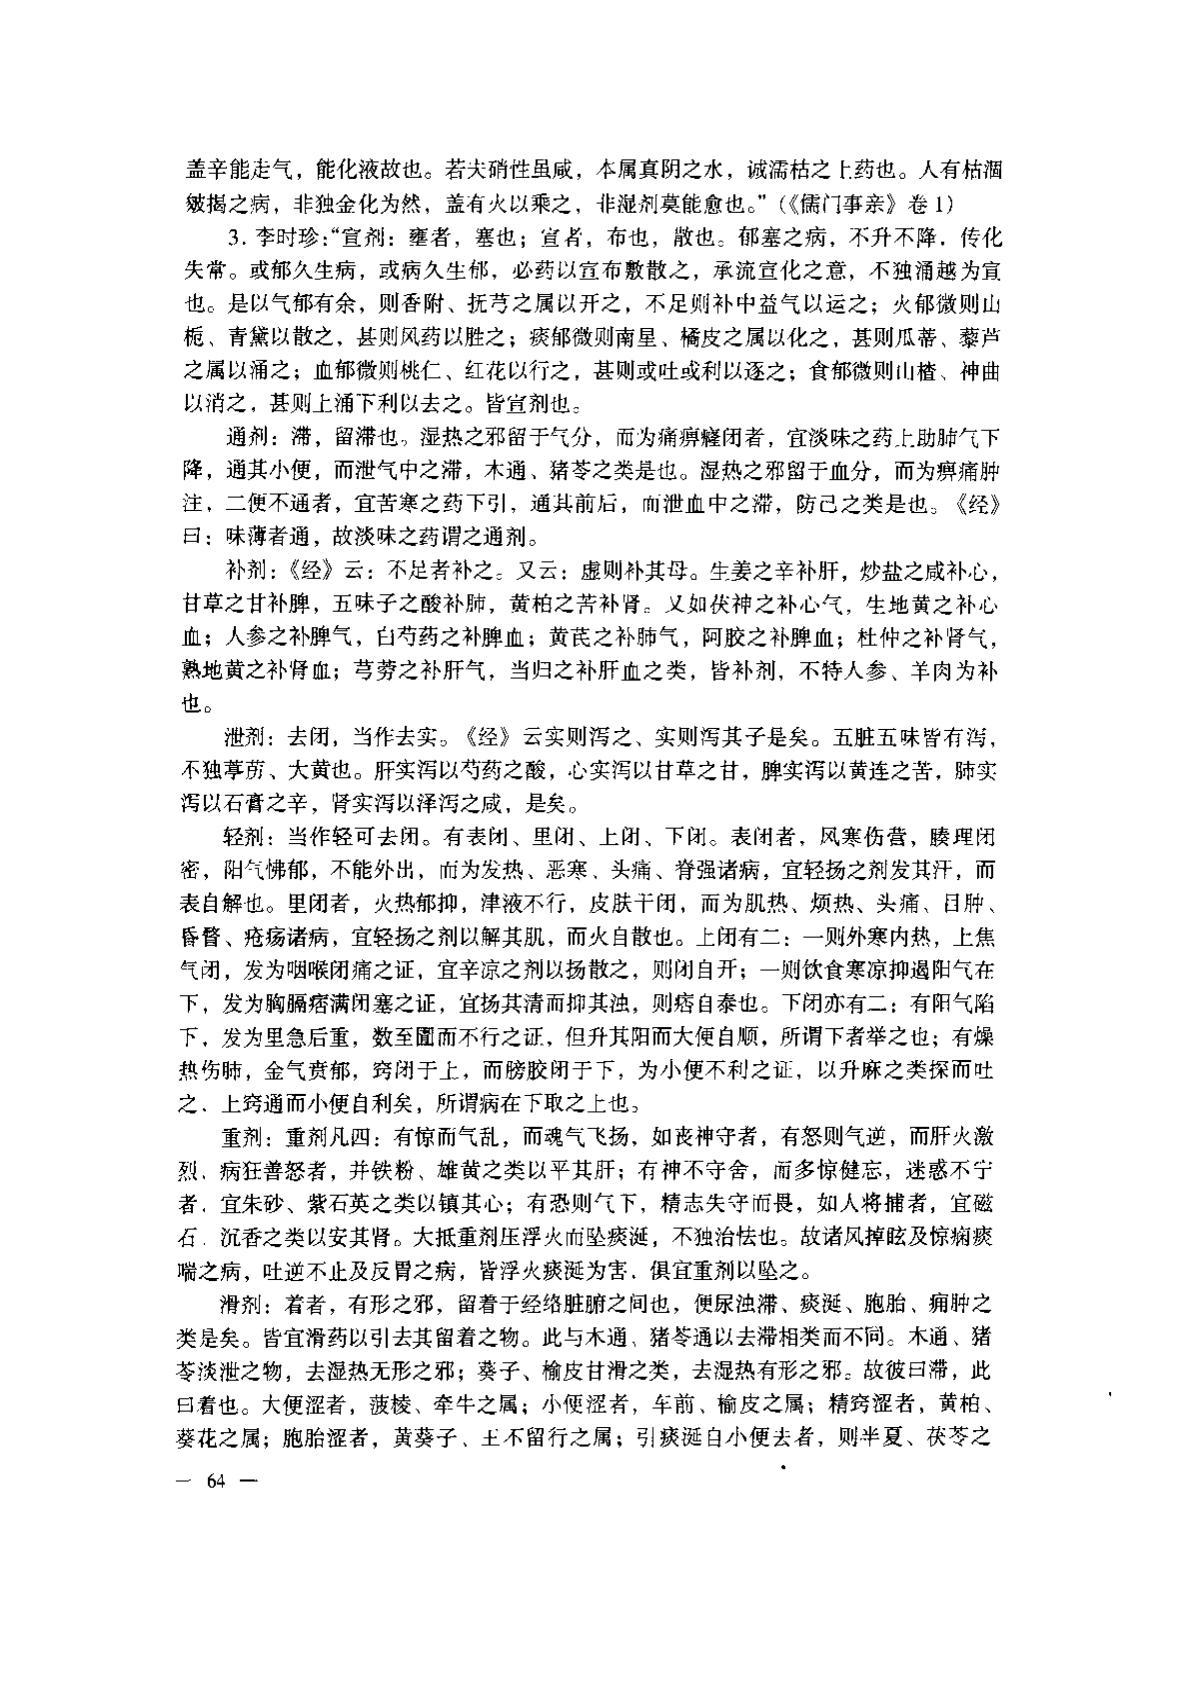 盖辛能走气，能化液故也。若夫硝性虽咸，本属真阴之水，诚濡枯之上药也。人有枯涸
皴揭之病，非独金化为然，盖有火以乘之，非湿剂莫能愈也。”（《儒门事亲》卷1）
3. 李时珍：“宣剂：壅者，塞也；宣者，布也，散也。郁塞之病，不升不降，传化
失常。或郁久生病，或病久生郁，必药以宣布敷散之，承流宣化之意，不独涌越为宣
也。是以气郁有余，则香附、抚芎之属以开之，不足则补中益气以运之；火郁微则山
栀、青黛以散之，甚则风药以胜之；痰郁微则南星、橘皮之属以化之，甚则瓜蒂、藜芦
之属以涌之；血郁微则桃仁、红花以行之，甚则或吐或利以逐之；食郁微则山楂、神曲
以消之，甚则上涌下利以去之。皆宣剂也。
通剂：滞，留滞也。湿热之邪留于气分，而为痛痹癃闭者，宜淡味之药上助肺气下
降，通其小便，而泄气中之滞，木通、猪苓之类是也。湿热之邪留于血分，而为痹痛肿
注，二便不通者，宜苦寒之药下引，通其前后，而泄血中之滞，防己之类是也。《经》
曰：味薄者通，故淡味之药谓之通剂。
补剂：《经》云：不足者补之。又云：虚则补其母。生姜之辛补肝，炒盐之咸补心，
甘草之甘补脾，五味子之酸补肺，黄柏之苦补肾。又如茯神之补心气，生地黄之补心
血；人参之补脾气，白芍药之补脾血；黄芪之补肺气，阿胶之补脾血；杜仲之补肾气，
熟地黄之补肾血；芎䓖之补肝气，当归之补肝血之类，皆补剂，不特人参、羊肉为补
也。
泄剂：去闭，当作去实。《经》云实则泻之、实则泻其子是矣。五脏五味皆有泻，
不独葶苈、大黄也。肝实泻以芍药之酸，心实泻以甘草之甘，脾实泻以黄连之苦，肺实
泻以石膏之辛，肾实泻以泽泻之咸，是矣。
轻剂：当作轻可去闭。有表闭、里闭、上闭、下闭。表闭者，风寒伤营，腠理闭
密，阳气怫郁，不能外出，而为发热、恶寒、头痛、脊强诸病，宜轻扬之剂发其汗，而
表自解也。里闭者，火热郁抑，津液不行，皮肤干闭，而为肌热、烦热、头痛、目肿、
昏瞀、疮疡诸病，宜轻扬之剂以解其肌，而火自散也。上闭有二：一则外寒内热，上焦
气闭，发为咽喉闭痛之证，宜辛凉之剂以扬散之，则闭自开；一则饮食寒凉抑遏阳气在
下，发为胸膈痞满闭塞之证，宜扬其清而抑其浊，则痞自泰也。下闭亦有二：有阳气陷
下，发为里急后重，数至圊而不行之证，但升其阳而大便自顺，所谓下者举之也；有燥
热伤肺，金气贲郁，窍闭于上，而膀胱闭于下，为小便不利之证，以升麻之类探而吐
之，上窍通而小便自利矣，所谓病在下取之上也。
重剂：重剂凡四：有惊而气乱，而魂气飞扬，如丧神守者，有怒则气逆，而肝火激
烈，病狂善怒者，并铁粉、雄黄之类以平其肝；有神不守舍，而多惊健忘，迷惑不宁
者，宜朱砂、紫石英之类以镇其心；有恐则气下，精志失守而畏，如人将捕者，宜磁
石、沉香之类以安其肾。大抵重剂压浮火而坠痰涎，不独治怯也。故诸风掉眩及惊痫痰
喘之病，吐逆不止及反胃之病，皆浮火痰涎为害，俱宜重剂以坠之。
滑剂：着者，有形之邪，留着于经络脏腑之间也，便尿浊滞、痰涎、胞胎、痈肿之
类是矣。皆宜滑药以引去其留着之物。此与木通、猪苓通以去滞相类而不同。木通、猪
苓淡泄之物，去湿热无形之邪；葵子、榆皮甘滑之类，去湿热有形之邪。故彼曰滞，此
曰着也。大便涩者，菠棱、牵牛之属；小便涩者，车前、榆皮之属；精窍涩者，黄柏、
葵花之属；胞胎涩者，黄葵子、王不留行之属；引痰涎自小便去者，则半夏、茯苓之
— 64 —